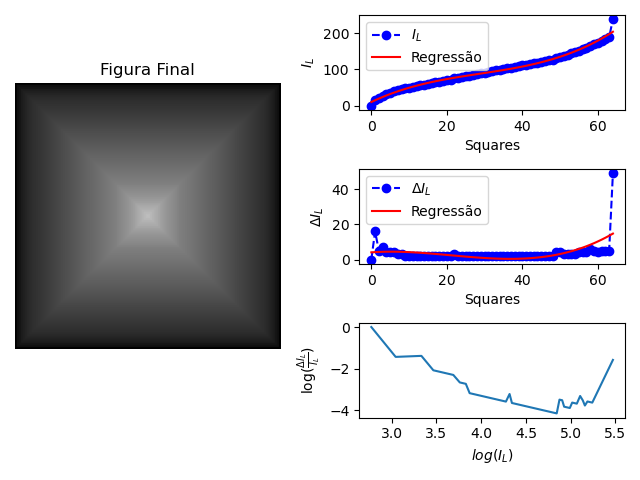 Figura Final
I_L
200
100
0
I_L
Regressão
0
20
40
60
Squares
ΔI_L
40
20
0
ΔI_L
Regressão
0
20
40
60
Squares
log(ΔI_L/I_L)
0
−2
−4
3.0
3.5
4.0
4.5
5.0
5.5
log(I_L)